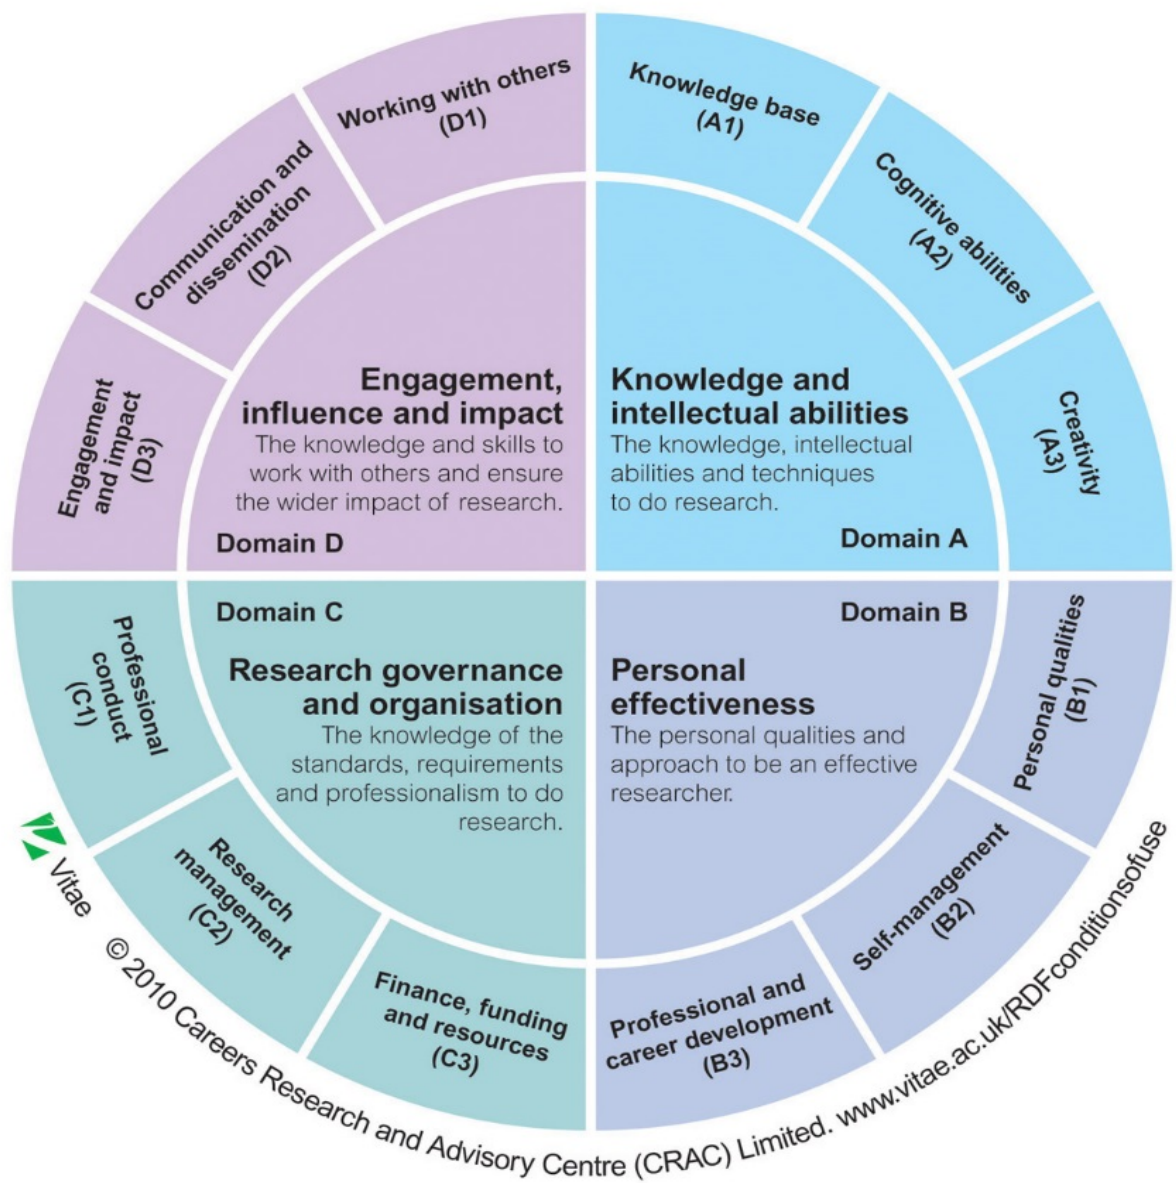 Working with others
(D1)
Communication and
dissemination
(D2)
Engagement
and impact
(D3)
Engagement,
influence and impact
The knowledge and skills to
work with others and ensure
the wider impact of research.
Domain D
Knowledge base
(A1)
Cognitive abilities
(A2)
Creativity
(A3)
Knowledge and
intellectual abilities
The knowledge, intellectual
abilities and techniques
to do research.
Domain A
Domain B
Personal
effectiveness
The personal qualities and
approach to be an effective
researcher.
Personal qualities
(B1)
Self-management
(B2)
Professional and
career development
(B3)
Domain C
Research governance
and organisation
The knowledge of the
standards, requirements
and professionalism to do
research.
Professional
conduct
(C1)
Research
management
(C2)
Finance, funding
and resources
(C3)
Vitae
© 2010 Careers Research and Advisory Centre (CRAC) Limited. www.vitae.ac.uk/RDFconditionsofuse